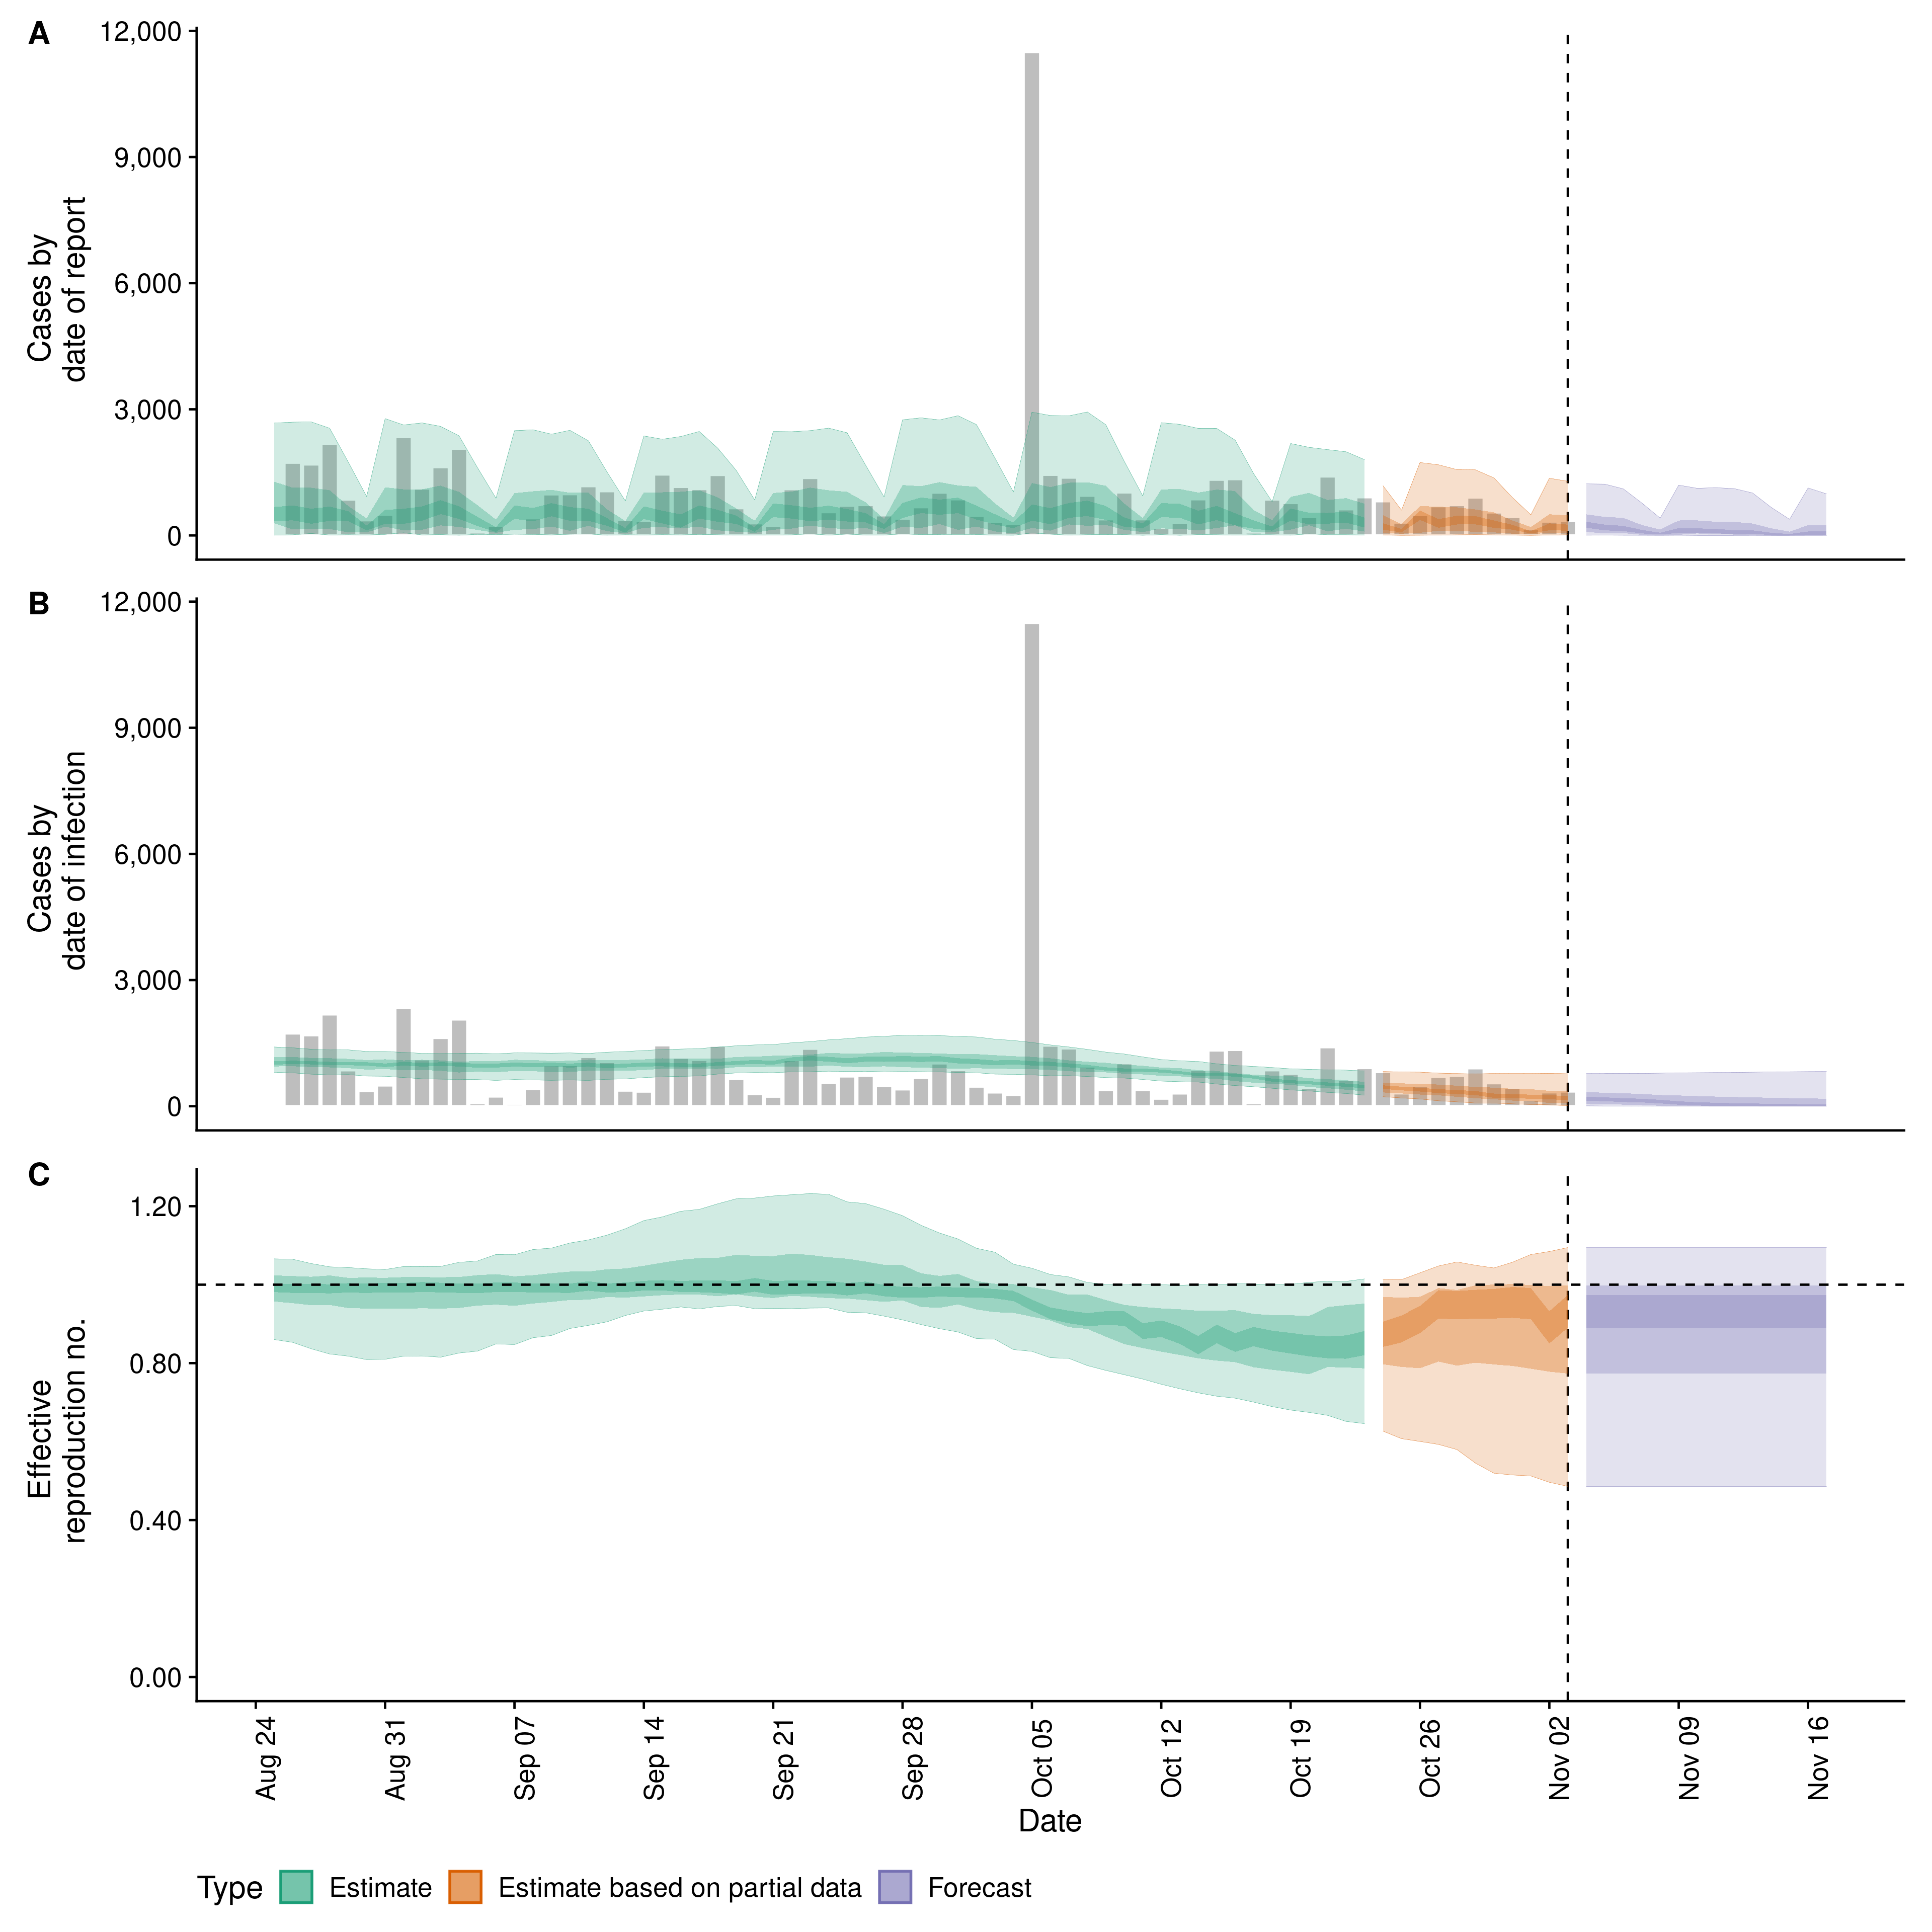 A
Cases by
date of report
12,000
9,000
6,000
3,000
0
B
Cases by
date of infection
12,000
9,000
6,000
3,000
0
C
Effective
reproduction no.
1.20
0.80
0.40
0.00
Aug 24
Aug 31
Sep 07
Sep 14
Sep 21
Sep 28
Oct 05
Oct 12
Oct 19
Oct 26
Nov 02
Nov 09
Nov 16
Date
Type Estimate Estimate based on partial data Forecast